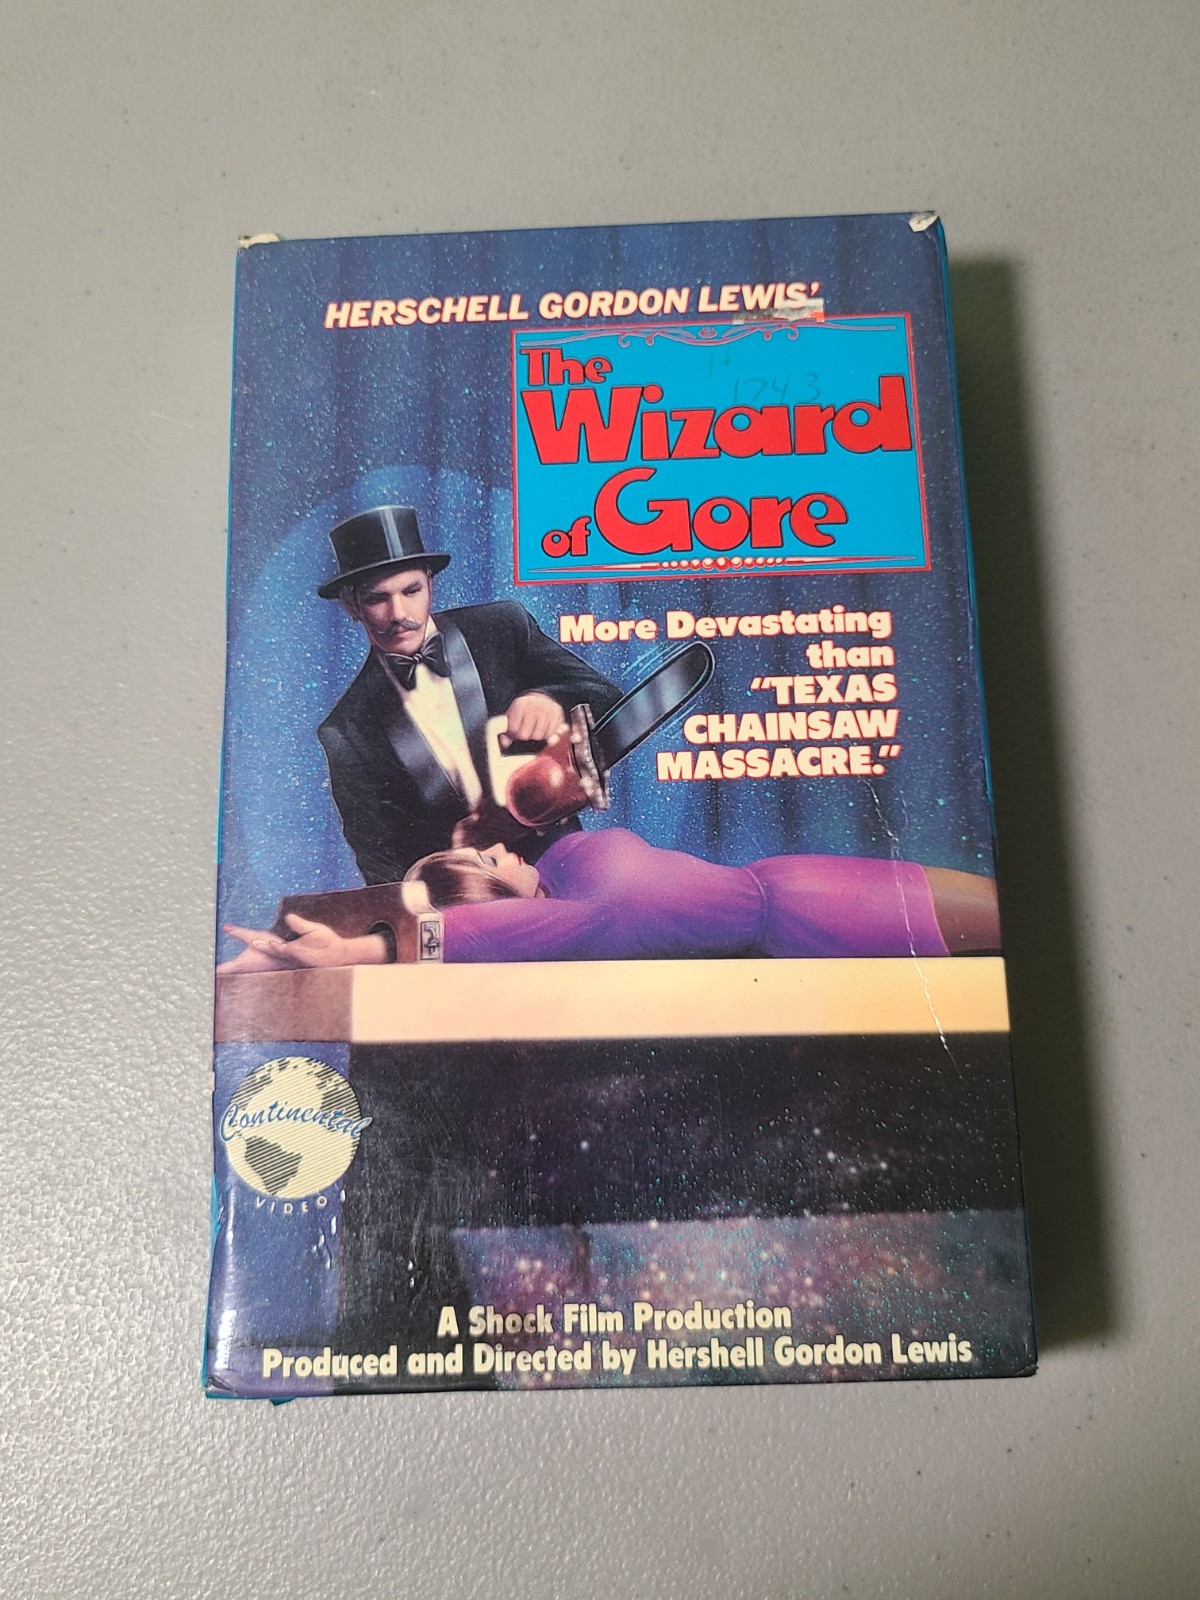 HERSCHELL GORDON LEWIS'
H
1743
The
Wizard
of Gore
More Devastating
than
"TEXAS
CHAINSAW
MASSACRE."
Continental
VIDEO
A Shock Film Production
Produced and Directed by Hershell Gordon Lewis